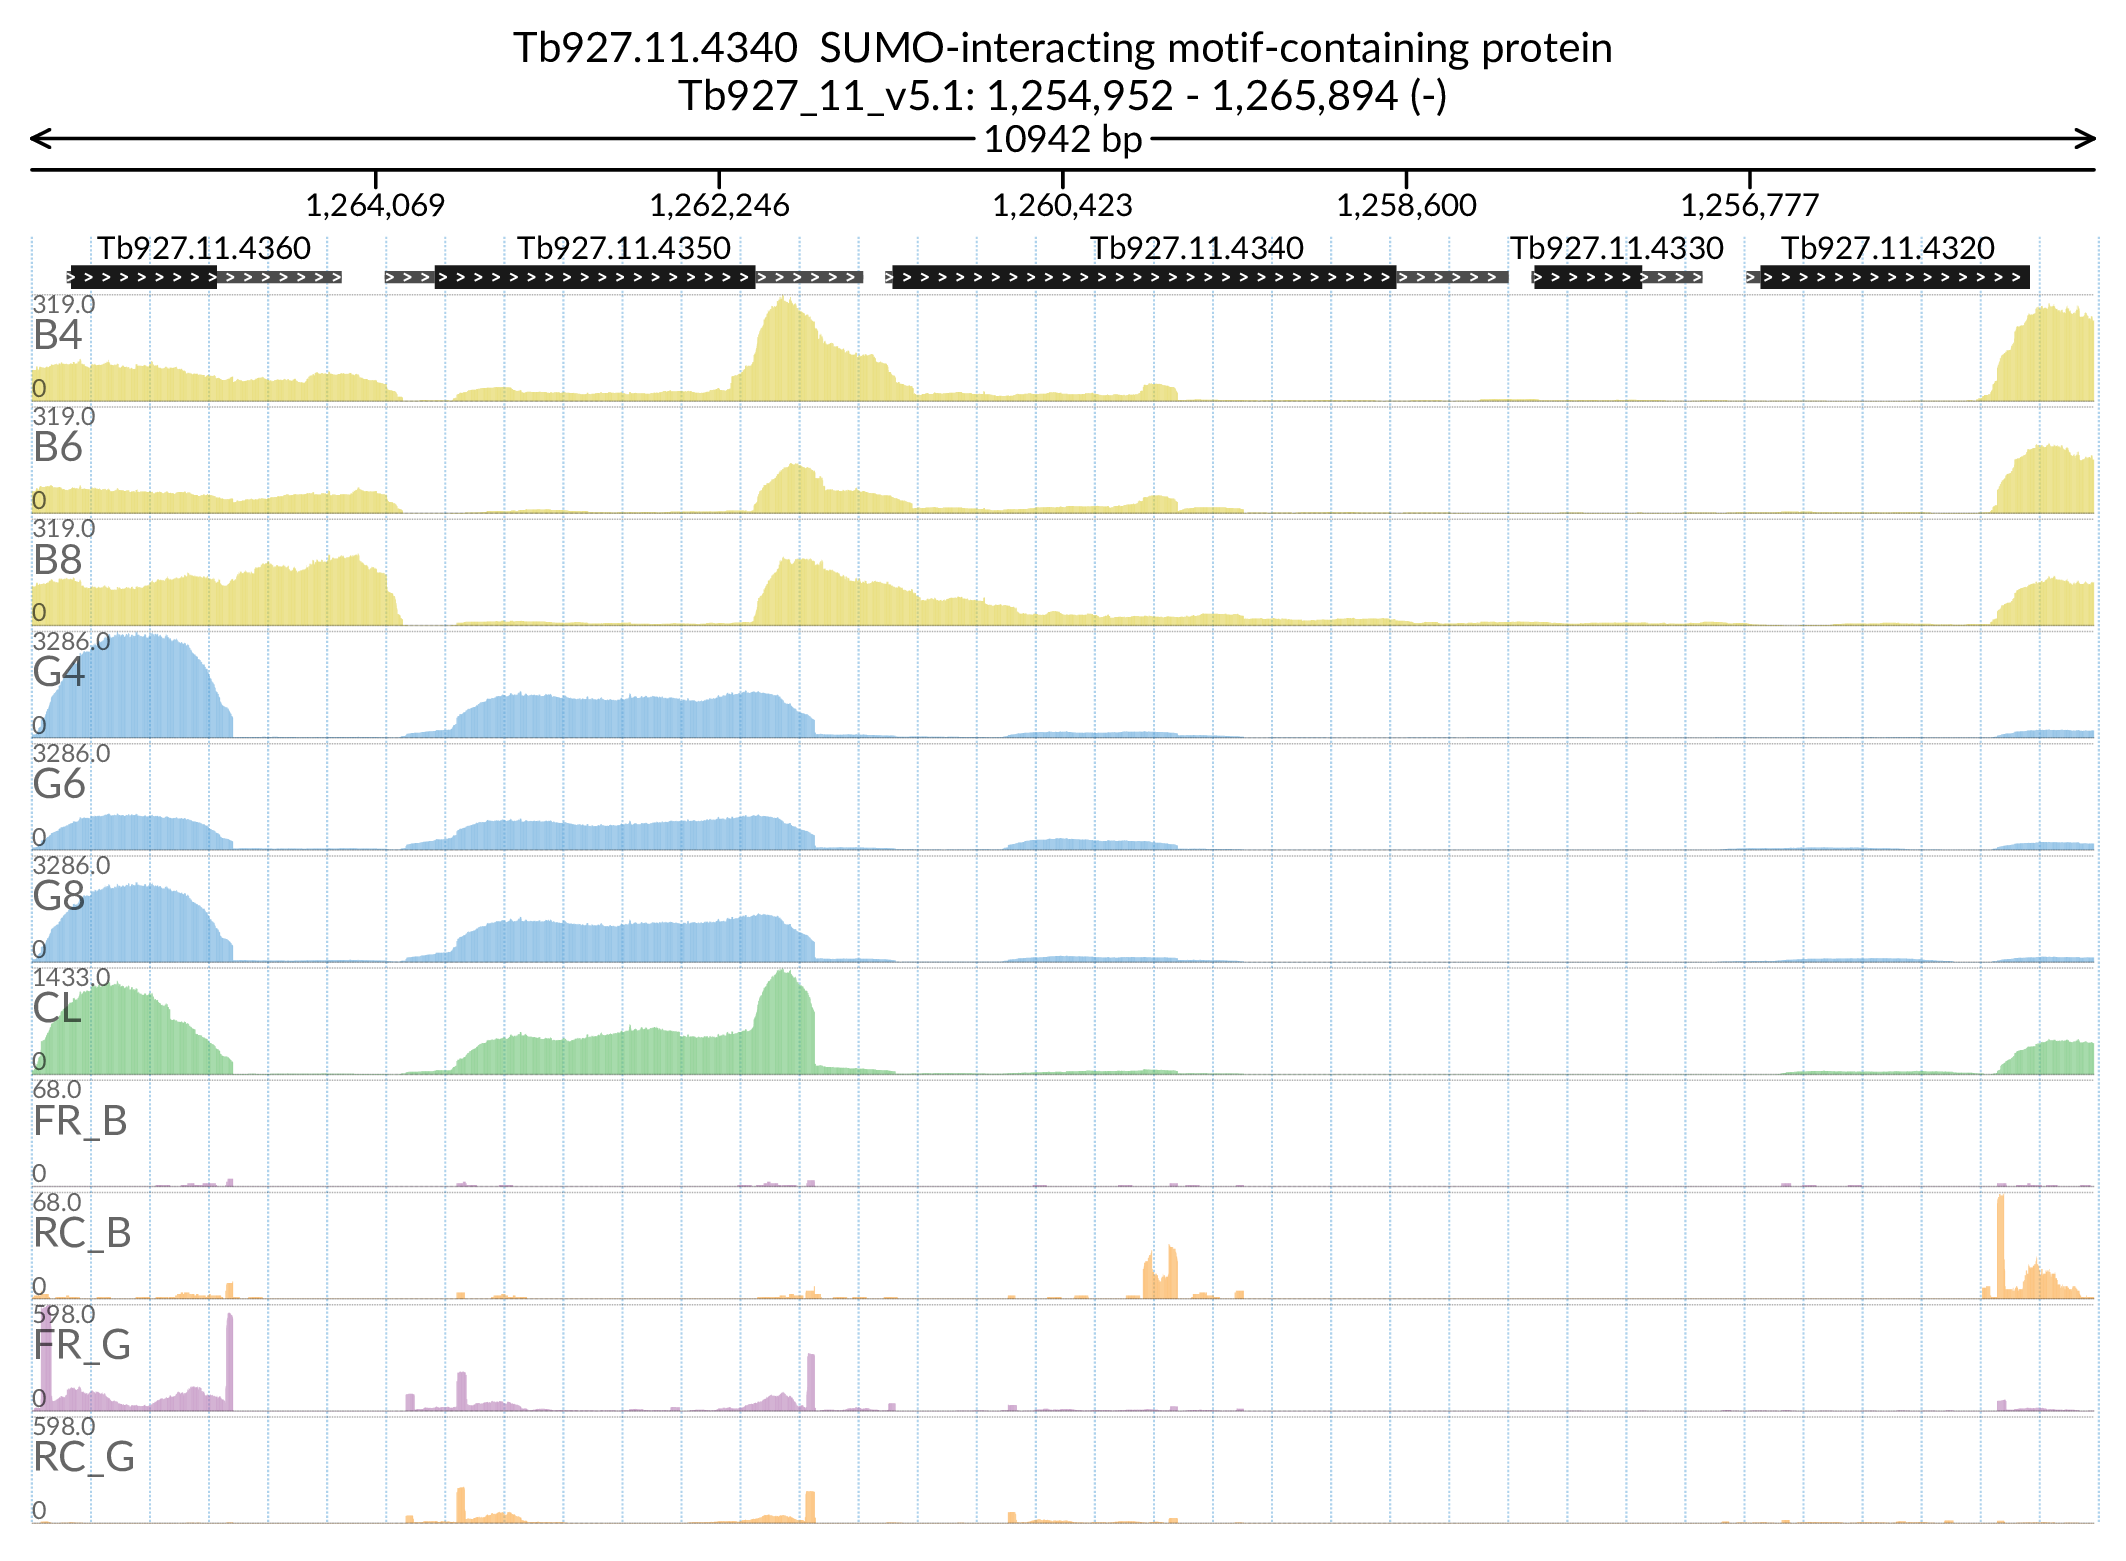 Tb927.11.4340 SUMO-interacting motif-containing protein
Tb927_11_v5.1: 1,254,952 - 1,265,894 (-)
10942 bp
1,264,069 1,262,246 1,260,423 1,258,600 1,256,777
Tb927.11.4360 Tb927.11.4350 Tb927.11.4340 Tb927.11.4330 Tb927.11.4320
319.0
B4
0
319.0
B6
0
319.0
B8
0
3286.0
G4
0
3286.0
G6
0
3286.0
G8
0
1433.0
CL
0
68.0
FR_B
0
68.0
RC_B
0
598.0
FR_G
0
598.0
RC_G
0